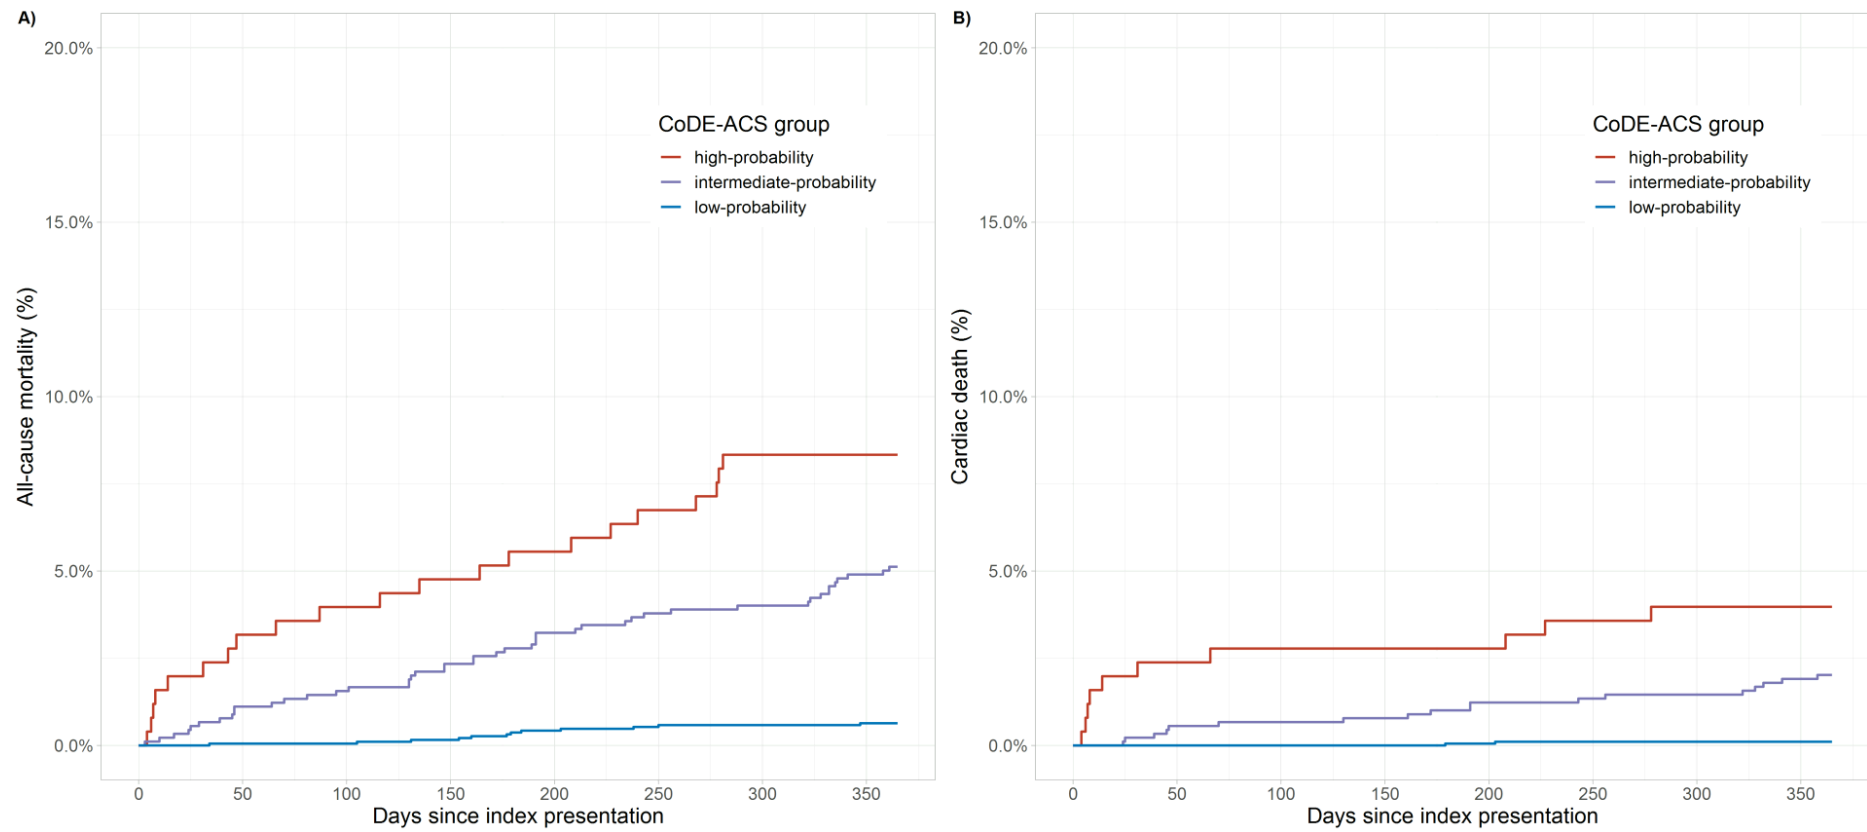 A)
20.0%
15.0%
10.0%
5.0%
0.0%
All-cause mortality (%)
CoDE-ACS group
high-probability
intermediate-probability
low-probability
0 50 100 150 200 250 300 350
Days since index presentation
B)
20.0%
15.0%
10.0%
5.0%
0.0%
Cardiac death (%)
CoDE-ACS group
high-probability
intermediate-probability
low-probability
0 50 100 150 200 250 300 350
Days since index presentation